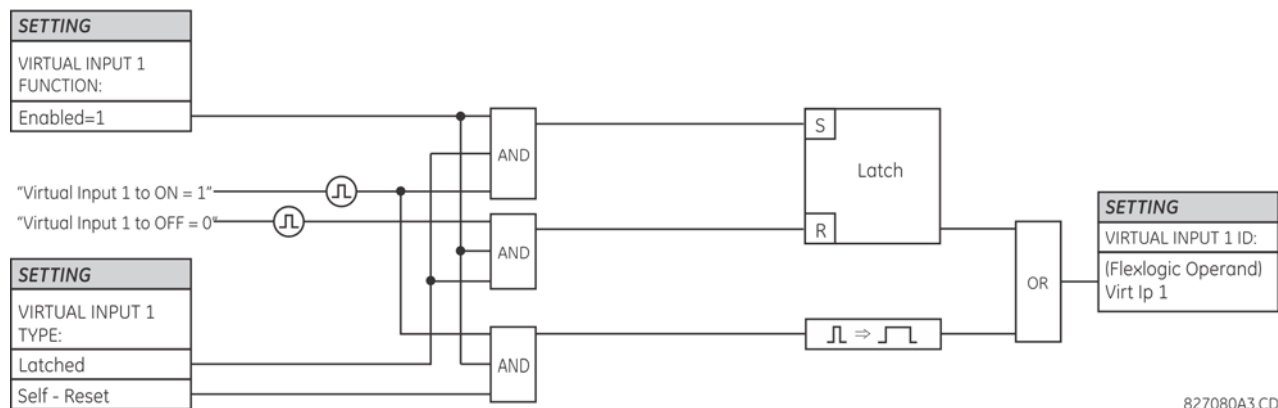 SETTING
VIRTUAL INPUT 1
FUNCTION:
Enabled=1
"Virtual Input 1 to ON = 1"
"Virtual Input 1 to OFF = 0"
SETTING
VIRTUAL INPUT 1
TYPE:
Latched
Self - Reset
AND
AND
AND
S
Latch
R
OR
SETTING
VIRTUAL INPUT 1 ID:
(Flexlogic Operand)
Virt Ip 1
827080A3.CD